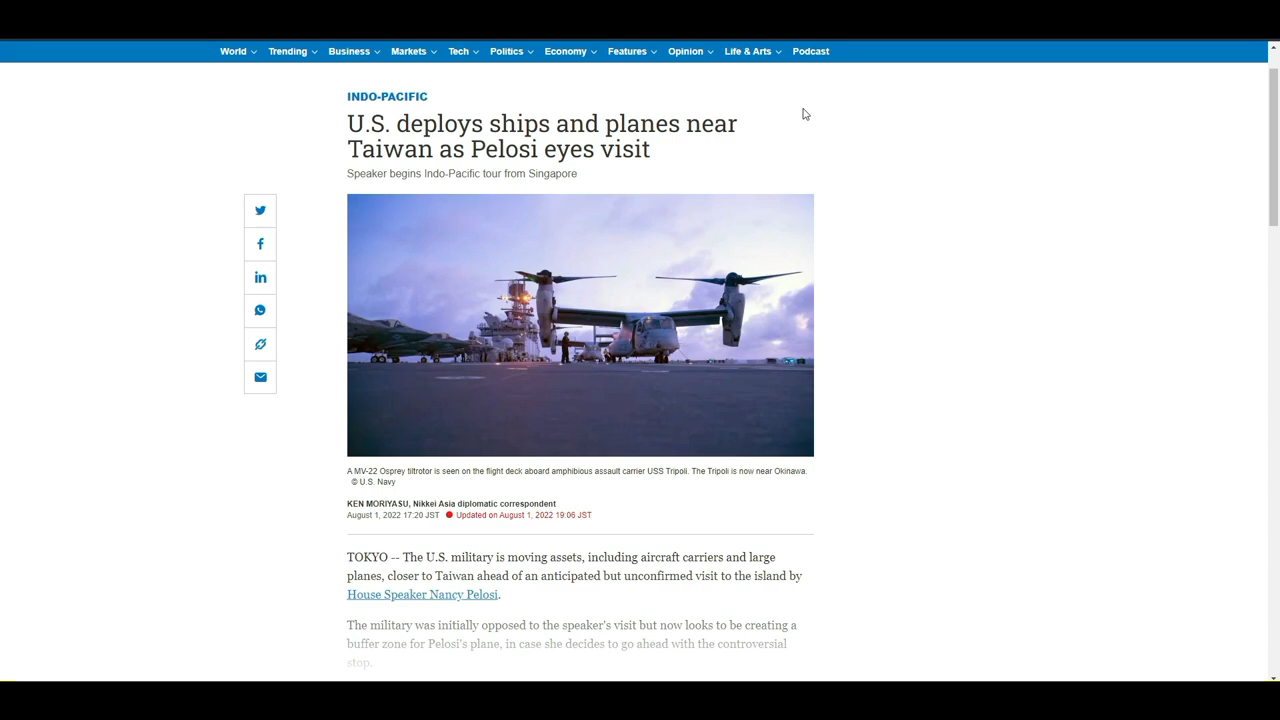 World Trending Business Markets Tech Politics Economy Features Opinion Life & Arts Podcast
INDO-PACIFIC
U.S. deploys ships and planes near
Taiwan as Pelosi eyes visit
Speaker begins Indo-Pacific tour from Singapore
A MV-22 Osprey tiltrotor is seen on the flight deck aboard amphibious assault carrier USS Tripoli. The Tripoli is now near Okinawa.
© U.S. Navy
KEN MORIYASU, Nikkei Asia diplomatic correspondent
August 1, 2022 17:20 JST Updated on August 1, 2022 19:06 JST
TOKYO -- The U.S. military is moving assets, including aircraft carriers and large
planes, closer to Taiwan ahead of an anticipated but unconfirmed visit to the island by
House Speaker Nancy Pelosi.
The military was initially opposed to the speaker's visit but now looks to be creating a
buffer zone for Pelosi's plane, in case she decides to go ahead with the controversial
stop.